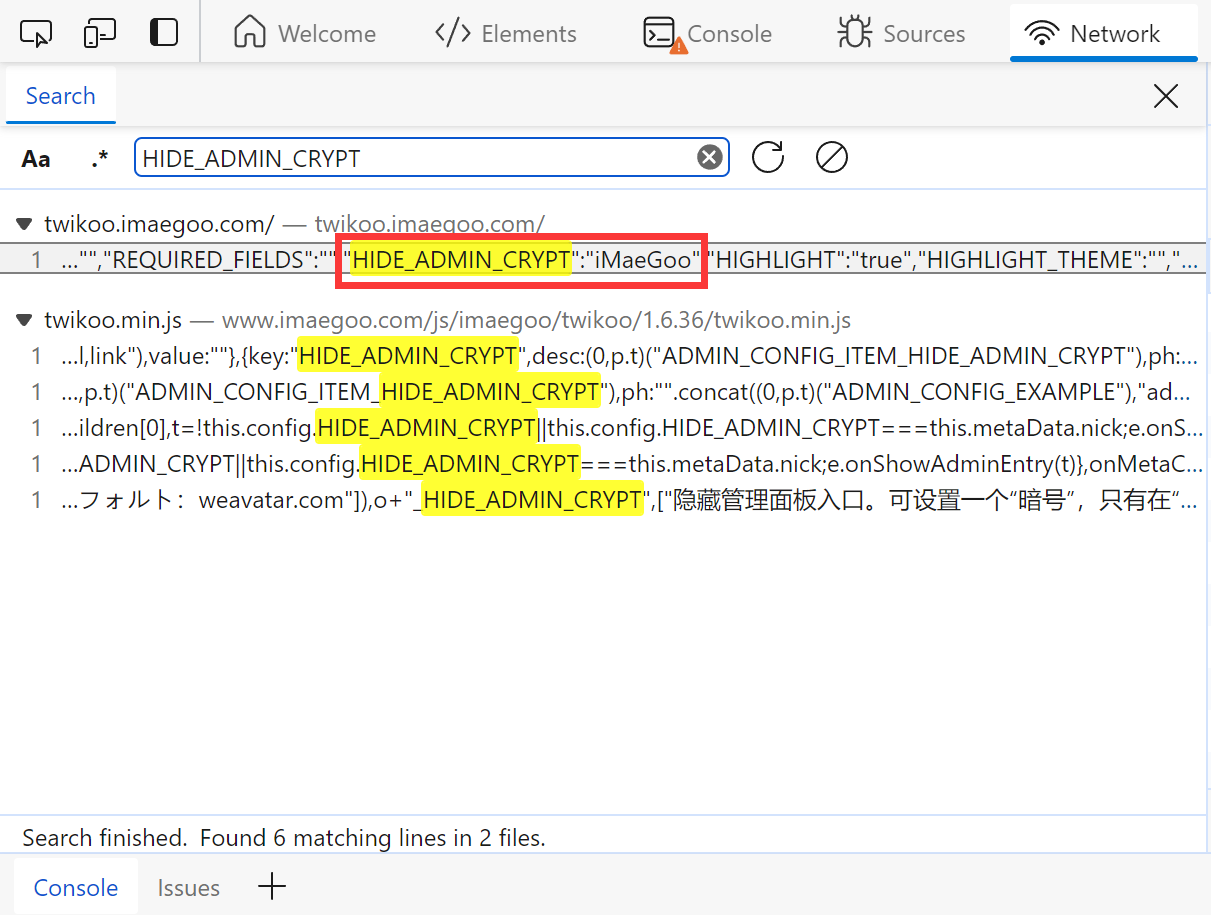 Welcome Elements Console Sources Network
Search
Aa .* HIDE_ADMIN_CRYPT
twikoo.imaegoo.com/ — twikoo.imaegoo.com/
1 …"","REQUIRED_FIELDS":"","HIDE_ADMIN_CRYPT":"iMaeGoo","HIGHLIGHT":"true","HIGHLIGHT_THEME":"","…
twikoo.min.js — www.imaegoo.com/js/imaegoo/twikoo/1.6.36/twikoo.min.js
1 …l,link"),value:""},{key:"HIDE_ADMIN_CRYPT",desc:(0,p.t)("ADMIN_CONFIG_ITEM_HIDE_ADMIN_CRYPT"),ph:…
1 …,p.t)("ADMIN_CONFIG_ITEM_HIDE_ADMIN_CRYPT"),ph:"".concat((0,p.t)("ADMIN_CONFIG_EXAMPLE"),"ad…
1 …ildren[0],t=!this.config.HIDE_ADMIN_CRYPT||this.config.HIDE_ADMIN_CRYPT===this.metaData.nick;e.onS…
1 …ADMIN_CRYPT||this.config.HIDE_ADMIN_CRYPT===this.metaData.nick;e.onShowAdminEntry(t)},onMetaC…
1 …フォルト：weavatar.com"]),o+"_HIDE_ADMIN_CRYPT",["隐藏管理面板入口。可设置一个“暗号”，只有在“…
Search finished. Found 6 matching lines in 2 files.
Console Issues